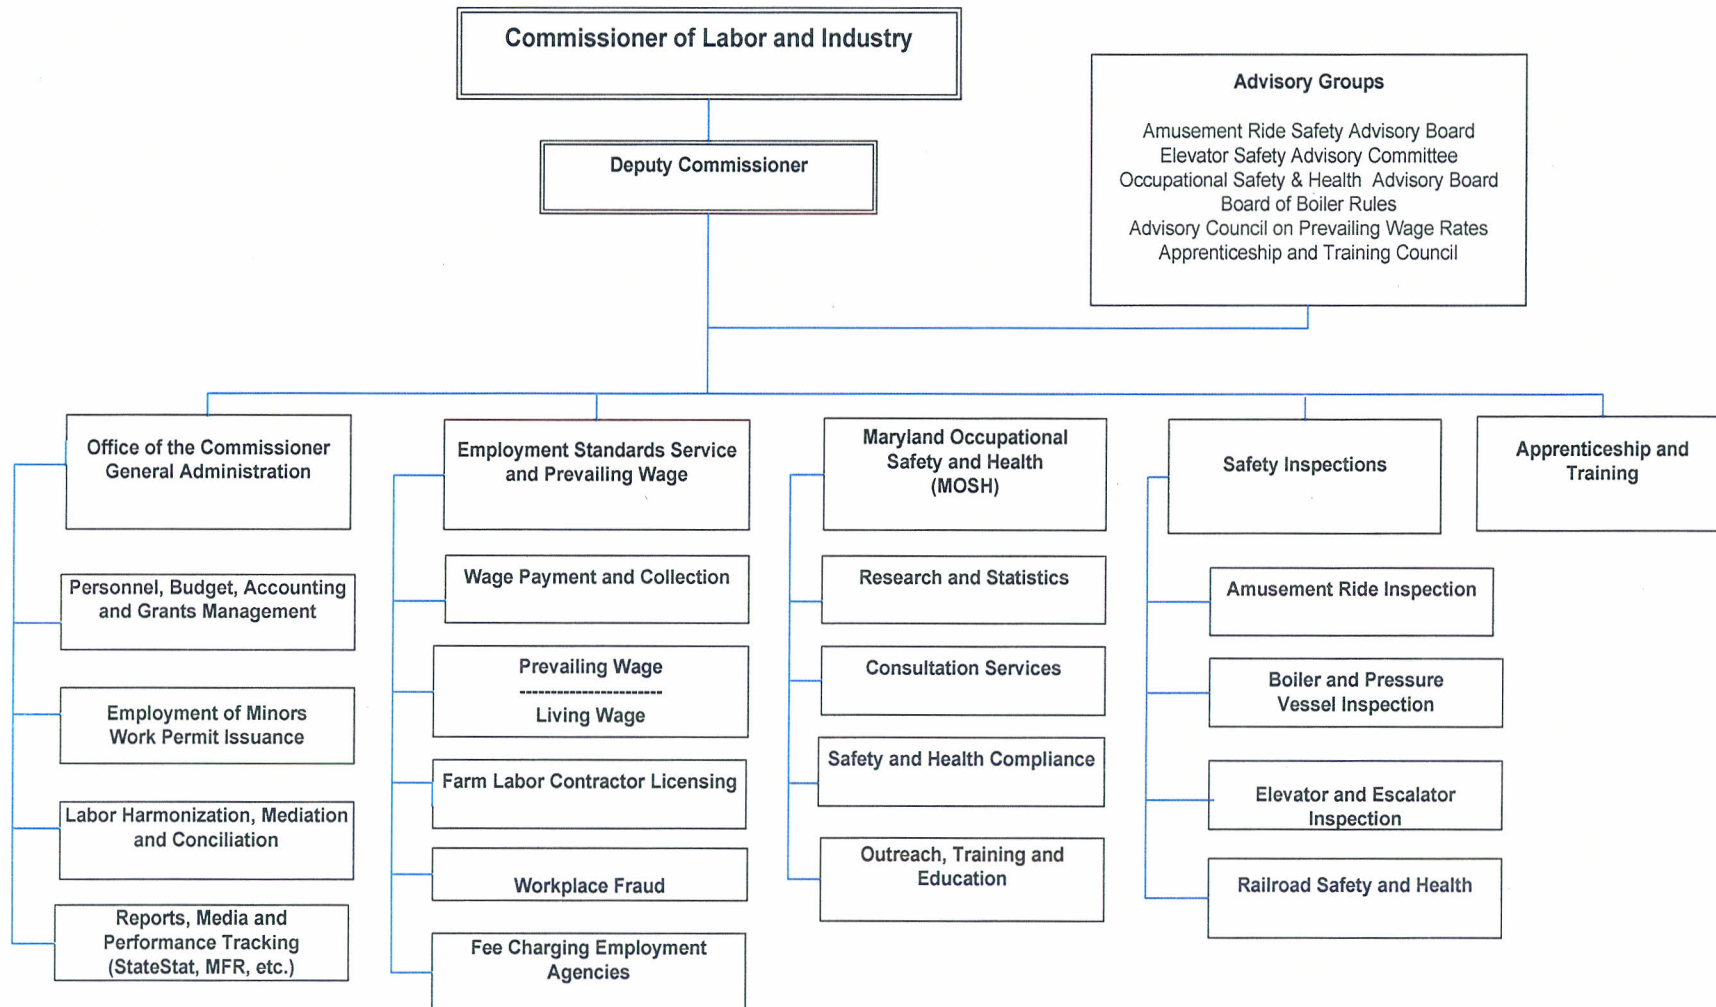 Commissioner of Labor and Industry
Deputy Commissioner
Advisory Groups
Amusement Ride Safety Advisory Board
Elevator Safety Advisory Committee
Occupational Safety & Health Advisory Board
Board of Boiler Rules
Advisory Council on Prevailing Wage Rates
Apprenticeship and Training Council
Office of the Commissioner
General Administration
Personnel, Budget, Accounting
and Grants Management
Employment of Minors
Work Permit Issuance
Labor Harmonization, Mediation
and Conciliation
Reports, Media and
Performance Tracking
(StateStat, MFR, etc.)
Employment Standards Service
and Prevailing Wage
Wage Payment and Collection
Prevailing Wage
-----------------------
Living Wage
Farm Labor Contractor Licensing
Workplace Fraud
Fee Charging Employment
Agencies
Maryland Occupational
Safety and Health
(MOSH)
Research and Statistics
Consultation Services
Safety and Health Compliance
Outreach, Training and
Education
Safety Inspections
Amusement Ride Inspection
Boiler and Pressure
Vessel Inspection
Elevator and Escalator
Inspection
Railroad Safety and Health
Apprenticeship and
Training